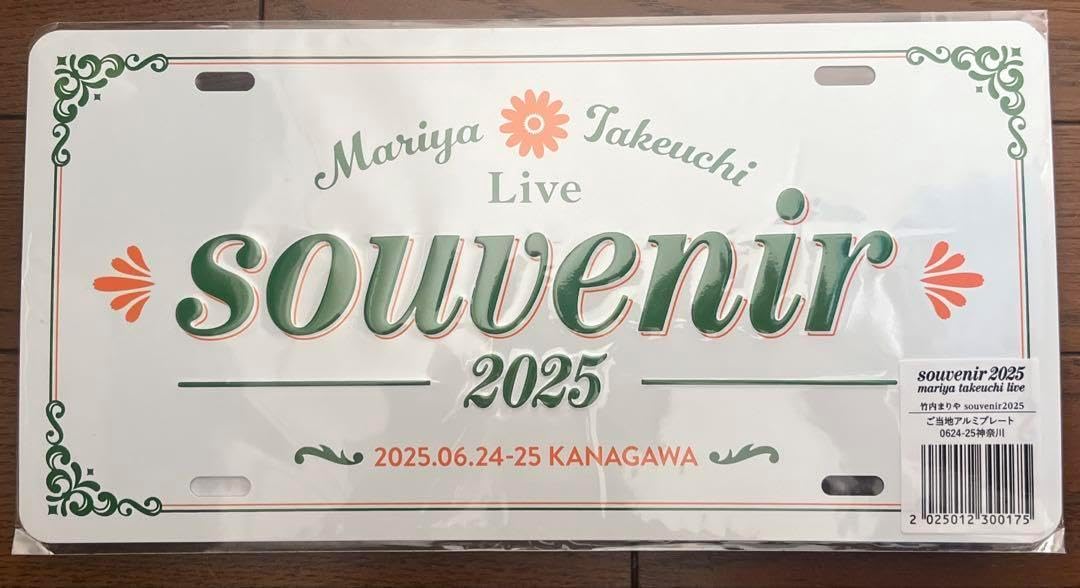 Mariya Takeuchi
Live
souvenir
2025
2025.06.24-25 KANAGAWA
souvenir 2025
mariya takeuchi live
竹内まりや souvenir2025
ご当地アルミプレート
0624-25神奈川
2 025012 300175